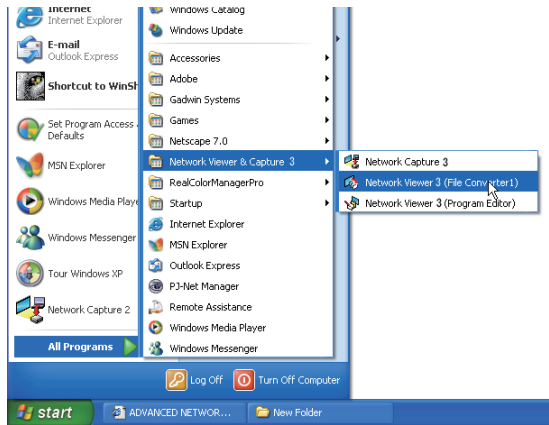 Internet
Internet Explorer
E-mail
Outlook Express
Shortcut to WinSh
Set Program Access
Defaults
MSN Explorer
Windows Media Playe
Windows Messenger
Tour Windows XP
Network Capture 2
All Programs
Windows Catalog
Windows Update
Accessories
Adobe
Gadwin Systems
Games
Netscape 7.0
Network Viewer & Capture 3
RealColorManagerPro
Startup
Internet Explorer
MSN Explorer
Outlook Express
PJ-Net Manager
Remote Assistance
Windows Media Player
Windows Messenger
Network Capture 3
Network Viewer 3 (File Converter1)
Network Viewer 3 (Program Editor)
Log Off
Turn Off Computer
start
ADVANCED NETWOR...
New Folder